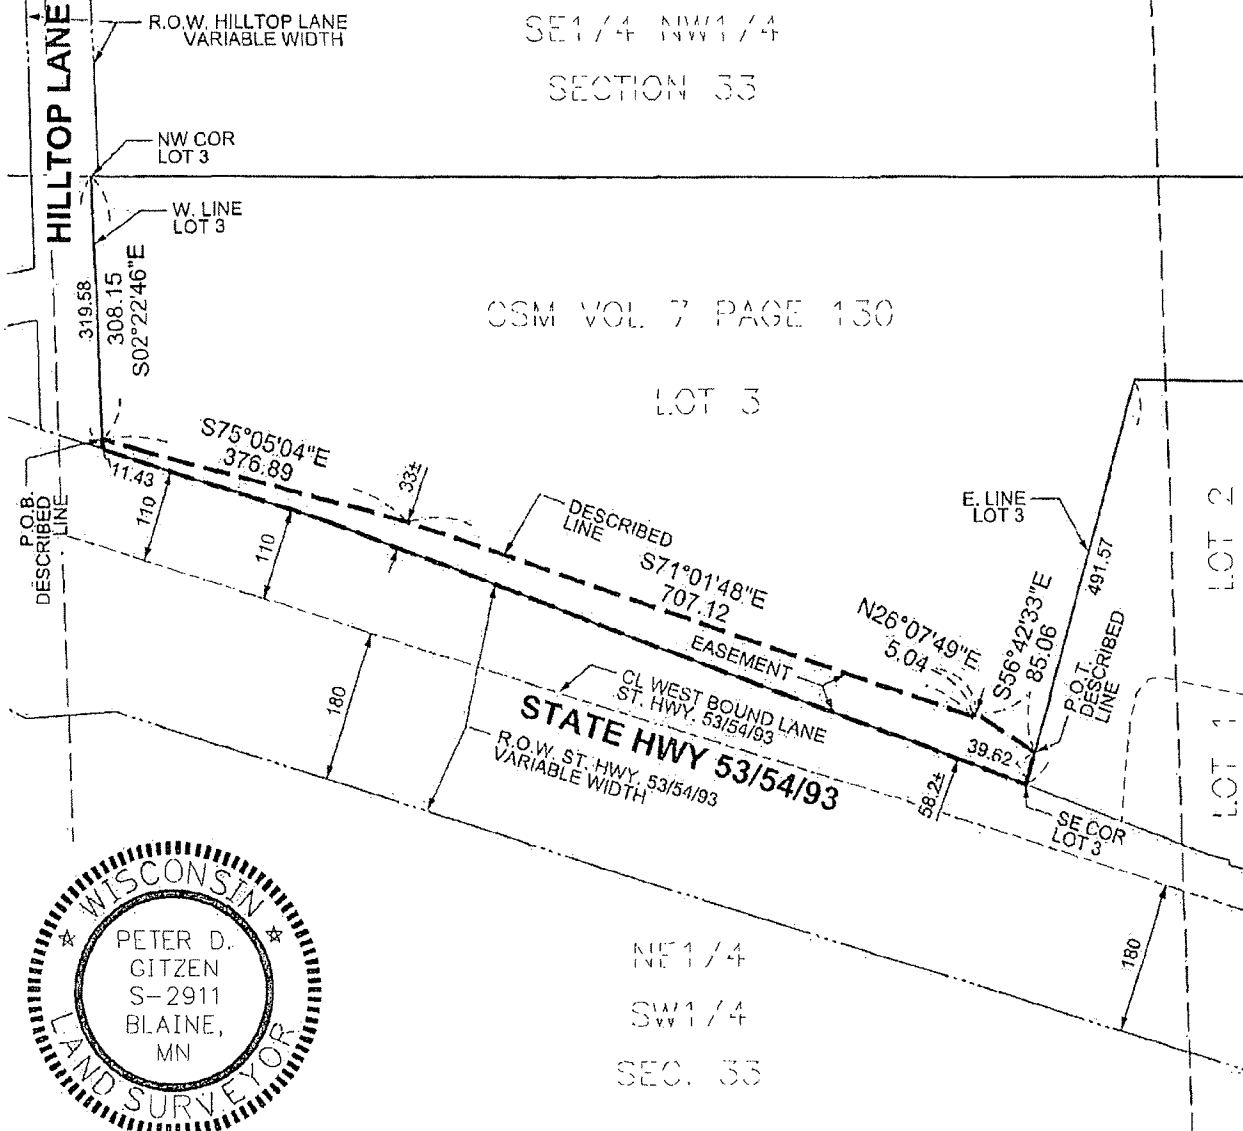 R.O.W. HILLTOP LANE
VARIABLE WIDTH
HILLTOP LANE
SE1/4 NW1/4
SECTION 33
NW COR
LOT 3
W. LINE
LOT 3
319.58
308.15
S02°22'46"E
CSM VOL 7 PAGE 130
LOT 3
S75°05'04"E
376.89
11.43
110
110
33±
P.O.B.
DESCRIBED
LINE
DESCRIBED
LINE
S71°01'48"E
707.12
EASEMENT
N26°07'49"E
5.04
S56°42'33"E
85.06
E. LINE
LOT 3
491.57
P.O.T.
DESCRIBED
LINE
LOT 2
LOT 1
180
CL WEST BOUND LANE
ST. HWY. 53/54/93
STATE HWY 53/54/93
R.O.W. ST. HWY. 53/54/93
VARIABLE WIDTH
39.62
58.2±
SE COR
LOT 3
180
NE1/4
SW1/4
SEC. 33
WISCONSIN
PETER D.
GITZEN
S-2911
BLAINE,
MN
LAND SURVEYOR